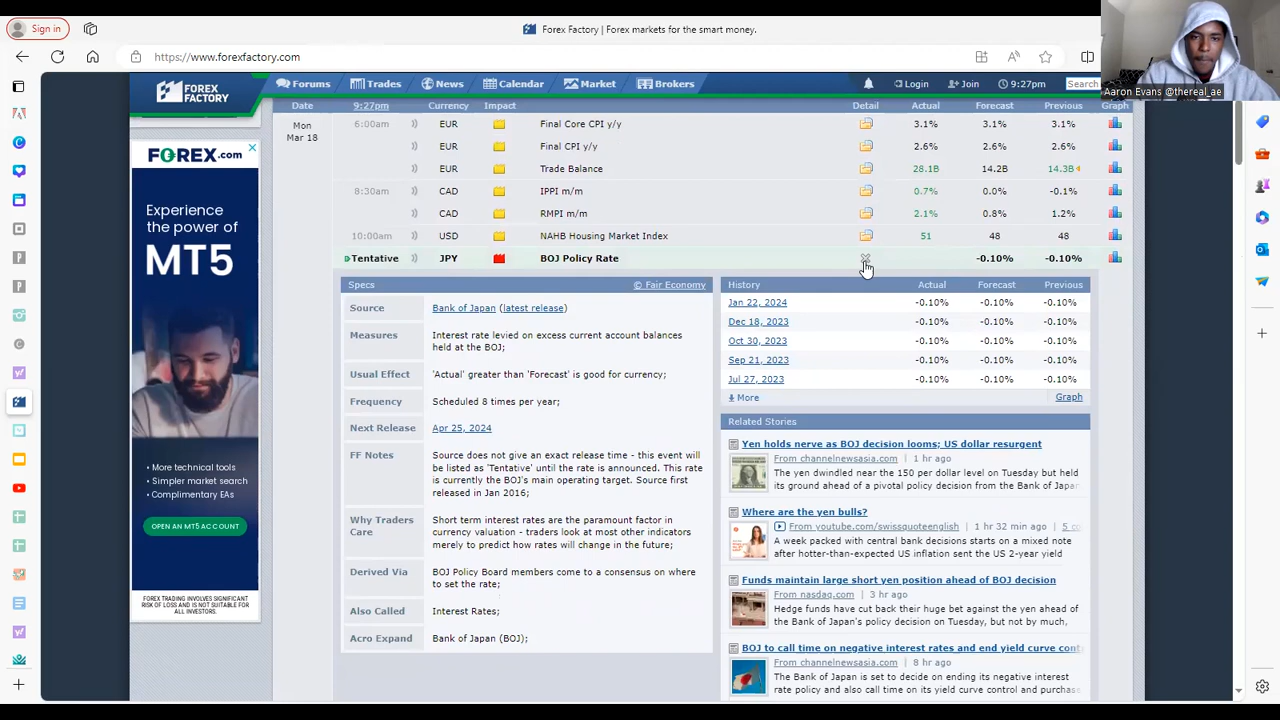 Sign in
Forex Factory | Forex markets for the smart money.
https://www.forexfactory.com
Aaron Evans @thereal_ae
FOREX FACTORY
Forums Trades News Calendar Market Brokers Login Join 9:27pm Search
Date 9:27pm Currency Impact Detail Actual Forecast Previous Graph
Mon Mar 18
6:00am EUR Final Core CPI y/y 3.1% 3.1% 3.1%
EUR Final CPI y/y 2.6% 2.6% 2.6%
EUR Trade Balance 28.1B 14.2B 14.3B
8:30am CAD IPPI m/m 0.7% 0.0% -0.1%
CAD RMPI m/m 2.1% 0.8% 1.2%
10:00am USD NAHB Housing Market Index 51 48 48
Tentative JPY BOJ Policy Rate -0.10% -0.10%
Specs © Fair Economy
Source Bank of Japan (latest release)
Measures Interest rate levied on excess current account balances
held at the BOJ;
Usual Effect 'Actual' greater than 'Forecast' is good for currency;
Frequency Scheduled 8 times per year;
Next Release Apr 25, 2024
FF Notes Source does not give an exact release time - this event will
be listed as 'Tentative' until the rate is announced. This rate
is currently the BOJ's main operating target. Source first
released in Jan 2016;
Why Traders Care Short term interest rates are the paramount factor in
currency valuation - traders look at most other indicators
merely to predict how rates will change in the future;
Derived Via BOJ Policy Board members come to a consensus on where
to set the rate;
Also Called Interest Rates;
Acro Expand Bank of Japan (BOJ);
History Actual Forecast Previous
Jan 22, 2024 -0.10% -0.10% -0.10%
Dec 18, 2023 -0.10% -0.10% -0.10%
Oct 30, 2023 -0.10% -0.10% -0.10%
Sep 21, 2023 -0.10% -0.10% -0.10%
Jul 27, 2023 -0.10% -0.10% -0.10%
More Graph
Related Stories
Yen holds nerve as BOJ decision looms; US dollar resurgent
From channelnewsasia.com | 1 hr ago
The yen dwindled near the 150 per dollar level on Tuesday but held
its ground ahead of a pivotal policy decision from the Bank of Japan
Where are the yen bulls?
From youtube.com/swissquoteenglish | 1 hr 32 min ago | 5 co
A week packed with central bank decisions started on a mixed note
after hotter-than-expected US inflation sent the US 2-year yield
Funds maintain large short yen position ahead of BOJ decision
From nasdaq.com | 3 hr ago
Hedge funds have cut back their huge bet against the yen ahead of
the Bank of Japan's policy decision on Tuesday, but not by much,
BOJ to call time on negative interest rates and end yield curve cont
From channelnewsasia.com | 8 hr ago
The Bank of Japan is set to decide on ending its negative interest
rate policy and also call time on its yield curve control and purchas
FOREX.com
Experience
the power of
MT5
• More technical tools
• Simpler market search
• Complimentary EAs
OPEN AN MT5 ACCOUNT
FOREX TRADING INVOLVES SIGNIFICANT
RISK OF LOSS AND IS NOT SUITABLE FOR
ALL INVESTORS.